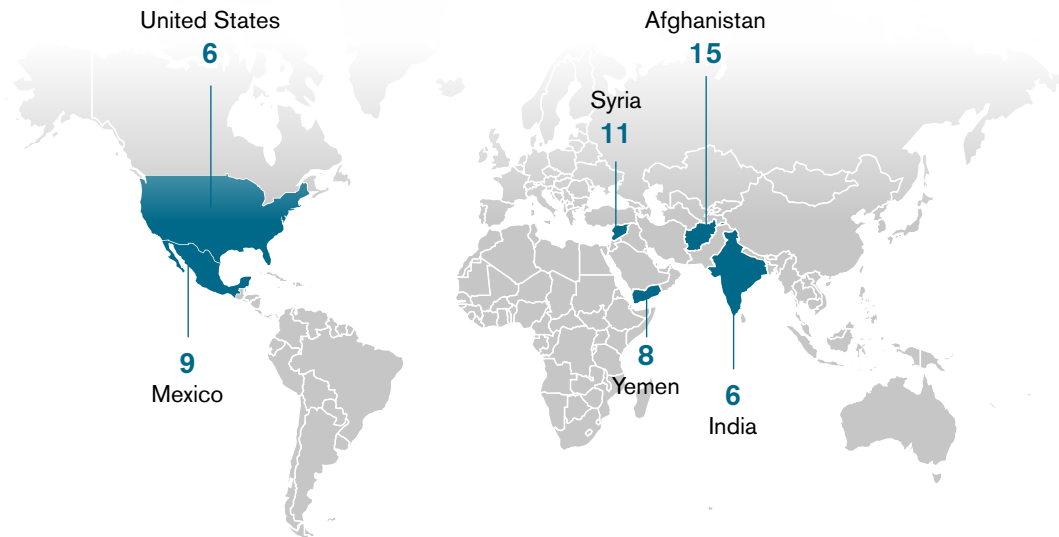 United States
6
Afghanistan
15
Syria
11
9
Mexico
8
Yemen
6
India